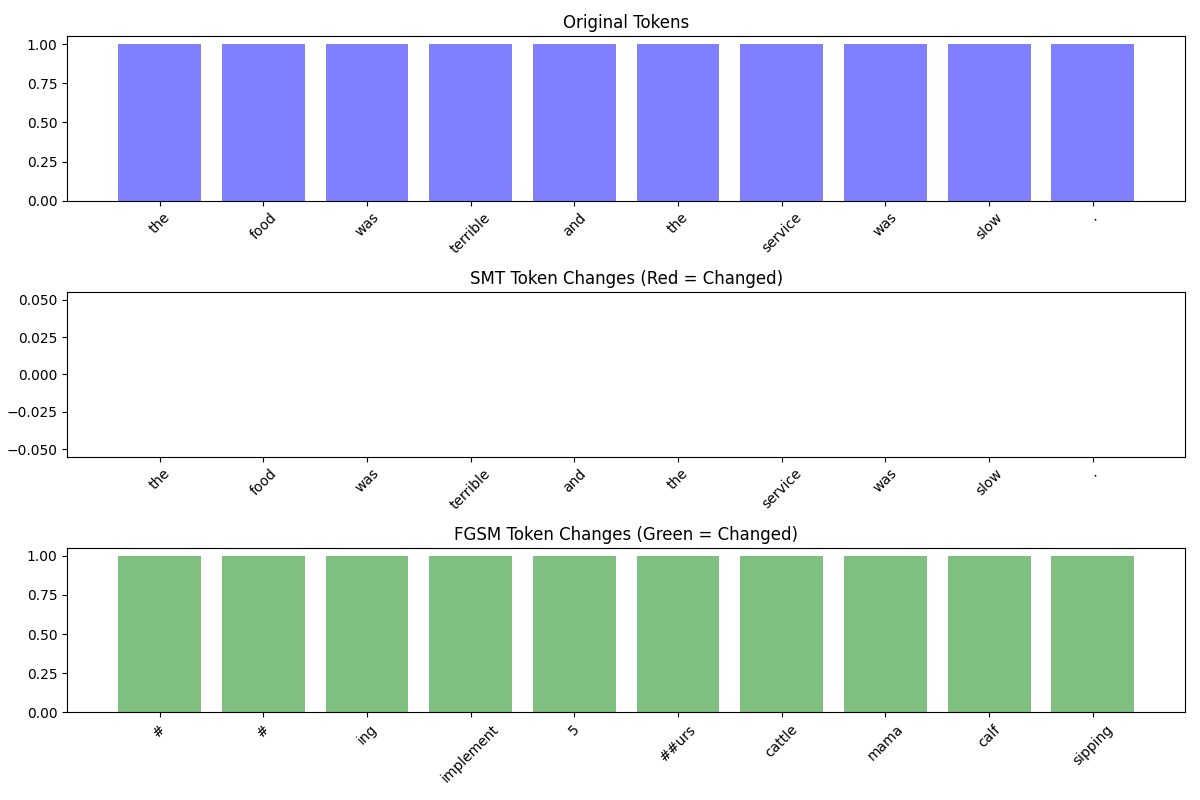 Original Tokens
1.00
0.75
0.50
0.25
0.00
the food was terrible and the service was slow .
SMT Token Changes (Red = Changed)
0.050
0.025
0.000
−0.025
−0.050
the food was terrible and the service was slow .
FGSM Token Changes (Green = Changed)
1.00
0.75
0.50
0.25
0.00
# # ing implement 5 ##urs cattle mama calf sipping